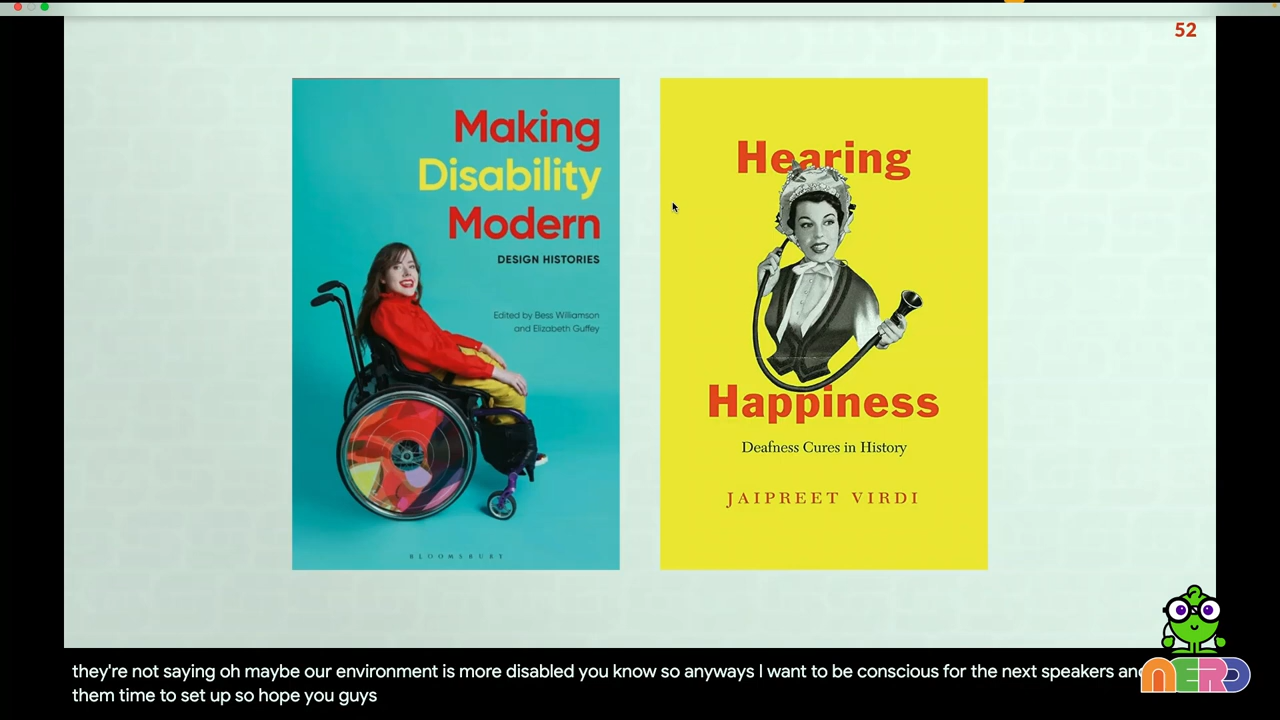 52
Making
Disability
Modern
DESIGN HISTORIES
Edited by Bess Williamson
and Elizabeth Guffey
BLOOMSBURY
Hearing
Happiness
Deafness Cures in History
JAIPREET VIRDI
they're not saying oh maybe our environment is more disabled you know so anyways I want to be conscious for the next speakers and
them time to set up so hope you guys
NERD